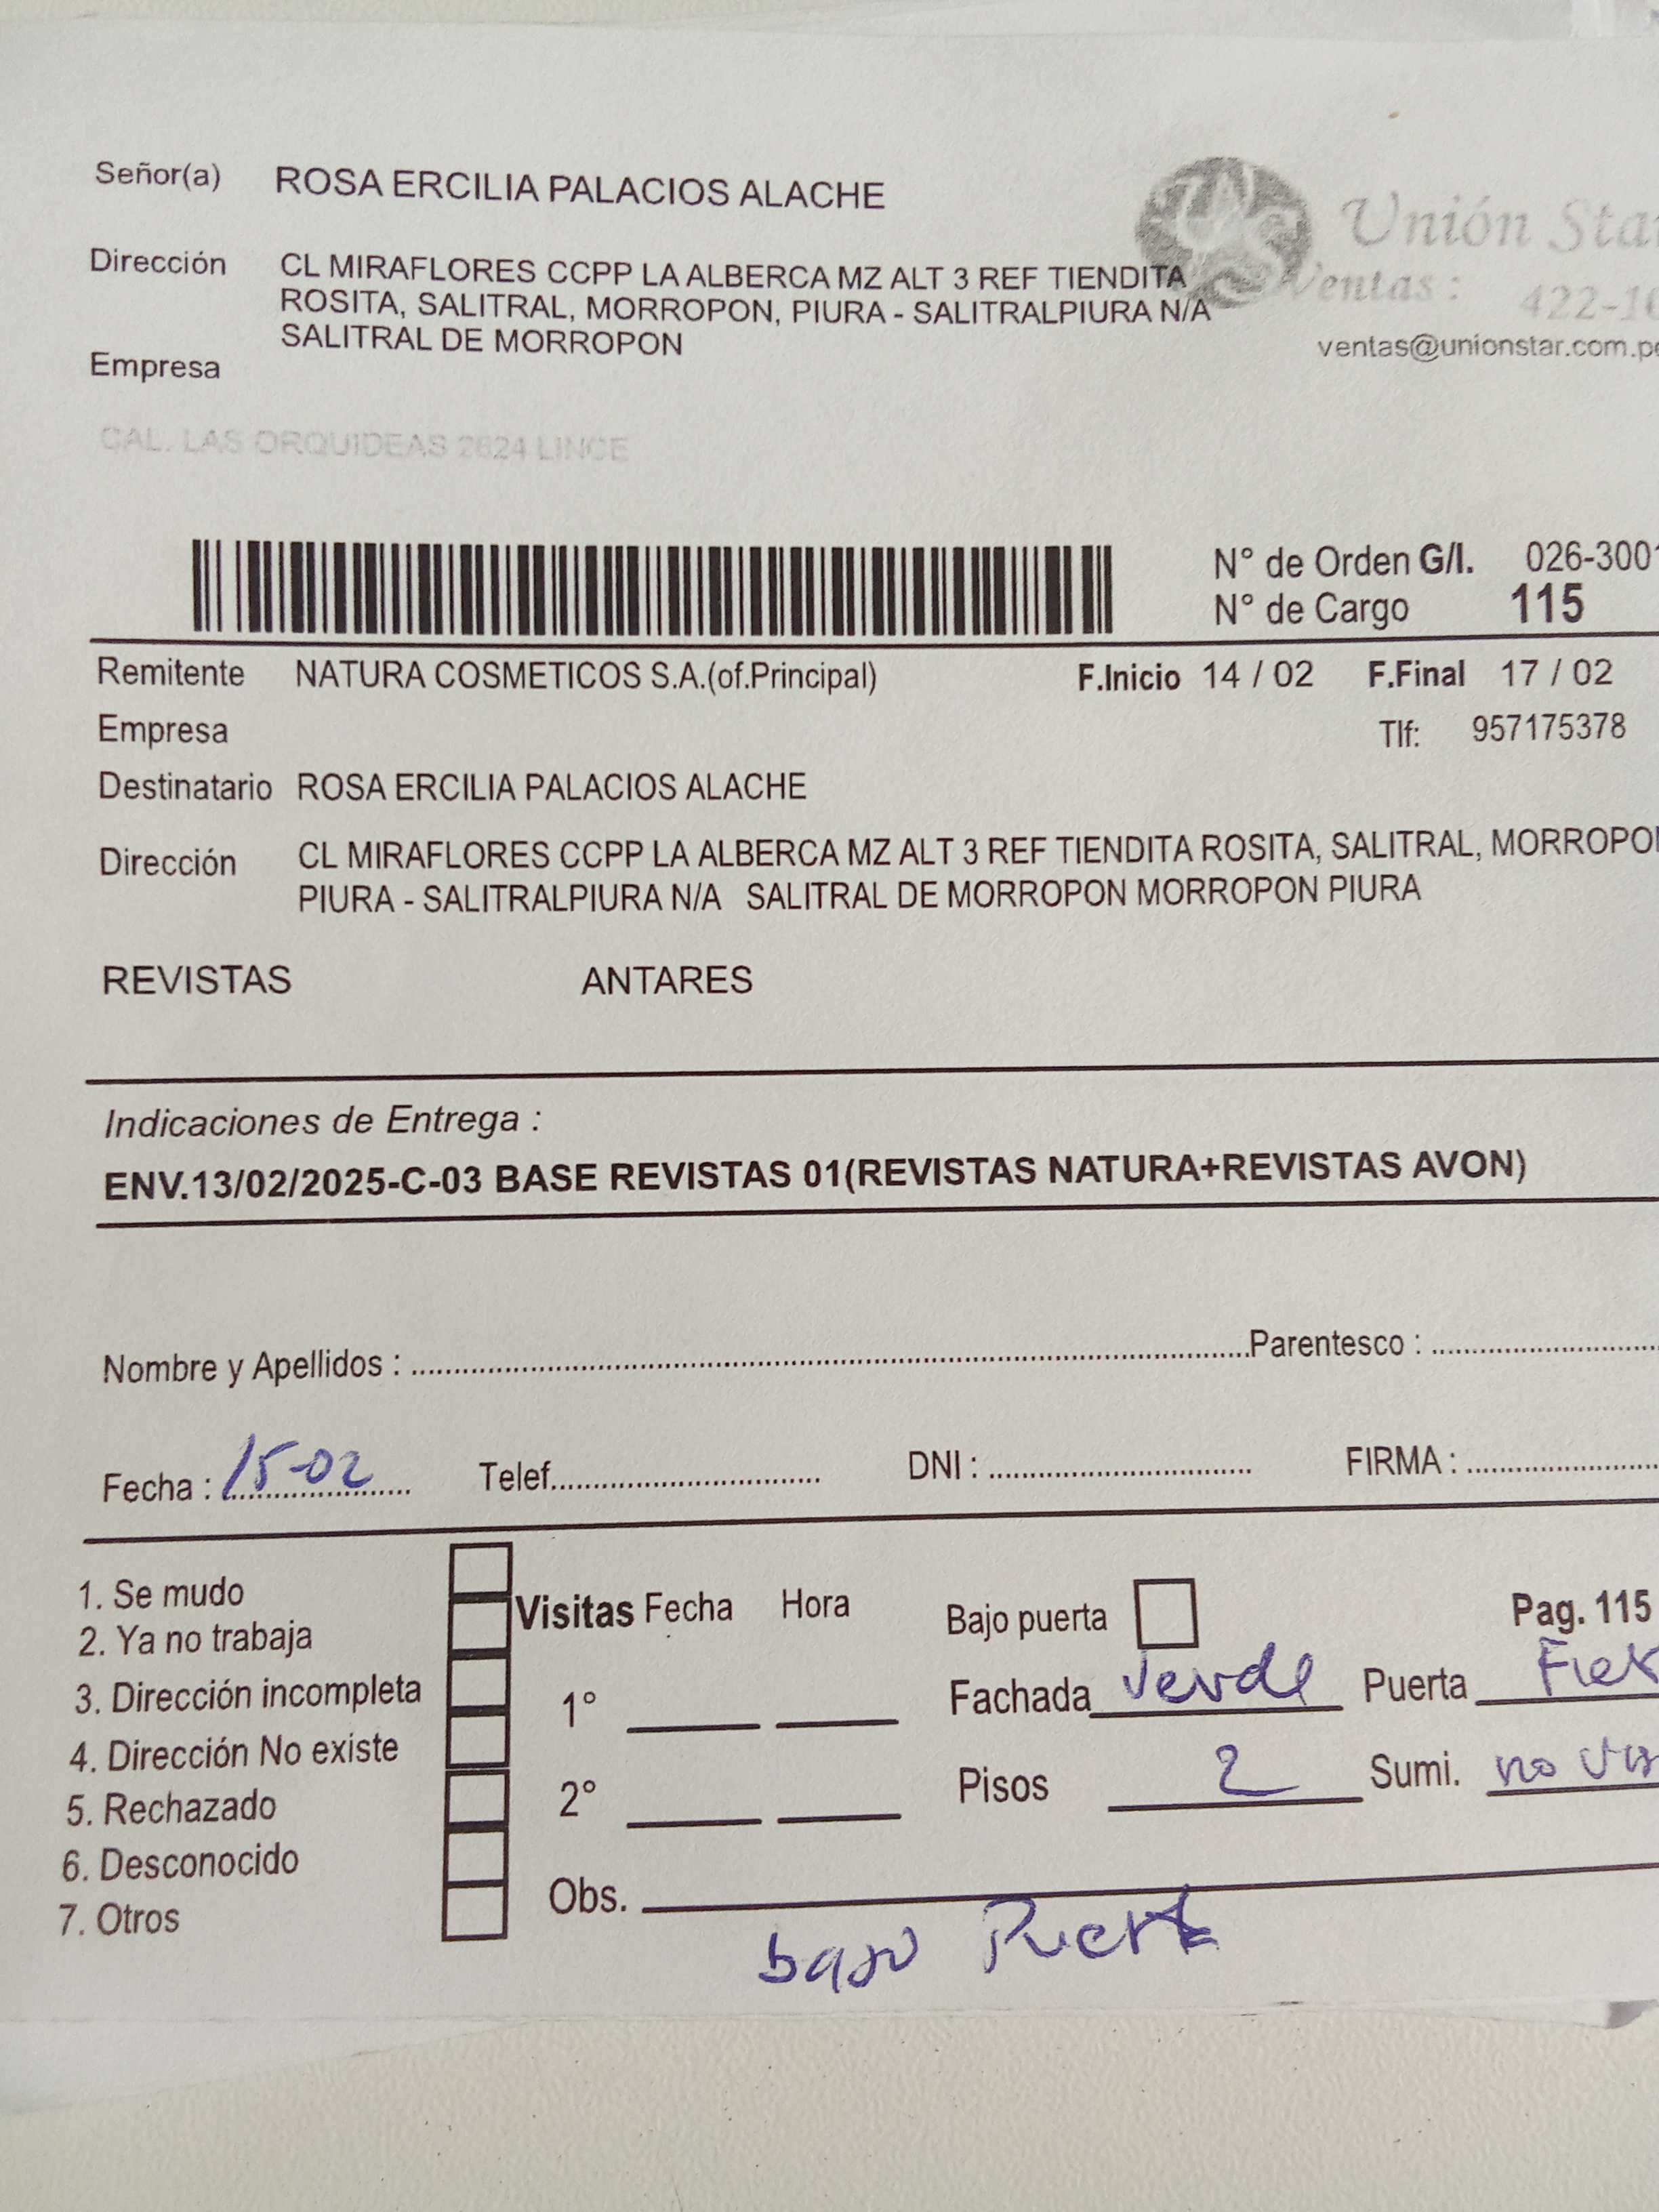 Señor(a) ROSA ERCILIA PALACIOS ALACHE
Unión Star
Ventas : 422-10
ventas@unionstar.com.pe
Dirección CL MIRAFLORES CCPP LA ALBERCA MZ ALT 3 REF TIENDITA
ROSITA, SALITRAL, MORROPON, PIURA - SALITRALPIURA N/A
SALITRAL DE MORROPON
Empresa
CAL. LAS ORQUIDEAS 2624 LINCE
N° de Orden G/I. 026-3001
N° de Cargo 115
Remitente NATURA COSMETICOS S.A.(of.Principal) F.Inicio 14 / 02 F.Final 17 / 02
Empresa Tlf: 957175378
Destinatario ROSA ERCILIA PALACIOS ALACHE
Dirección CL MIRAFLORES CCPP LA ALBERCA MZ ALT 3 REF TIENDITA ROSITA, SALITRAL, MORROPON
PIURA - SALITRALPIURA N/A SALITRAL DE MORROPON MORROPON PIURA
REVISTAS ANTARES
Indicaciones de Entrega :
ENV.13/02/2025-C-03 BASE REVISTAS 01(REVISTAS NATURA+REVISTAS AVON)
Nombre y Apellidos : Parentesco :
Fecha : 15-02 Telef. DNI : FIRMA :
1. Se mudo
2. Ya no trabaja
3. Dirección incompleta
4. Dirección No existe
5. Rechazado
6. Desconocido
7. Otros
Visitas Fecha Hora
1°
2°
Obs.
Bajo puerta Pag. 115
Fachada Verde Puerta
Pisos 2 Sumi. no
bajo Puerta